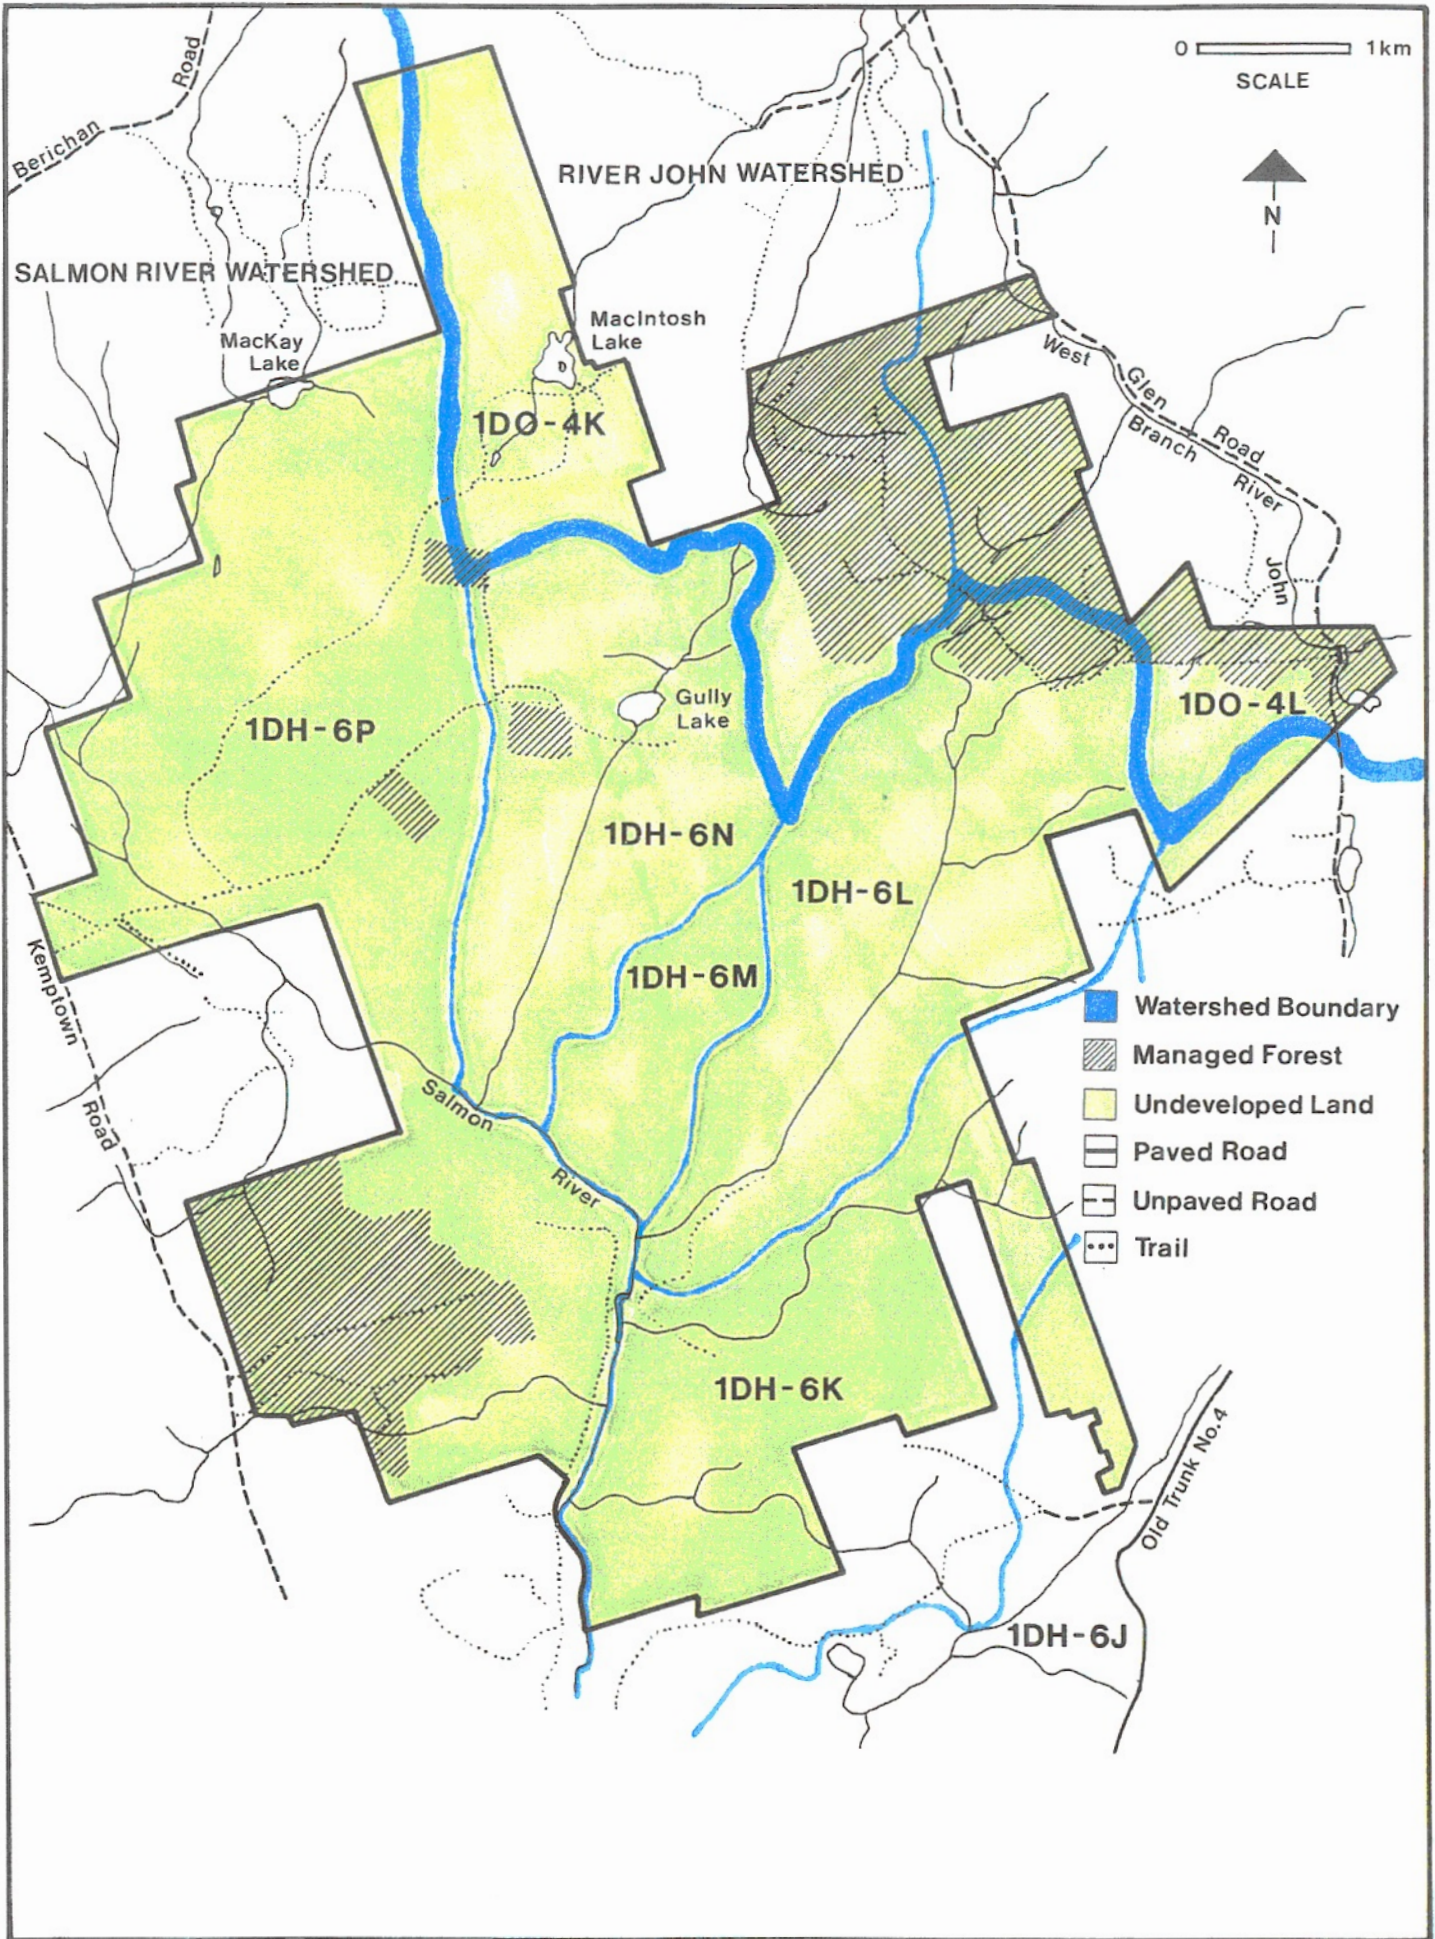 Berichan
Road
0 1km
SCALE
RIVER JOHN WATERSHED
N
SALMON RIVER WATERSHED
MacIntosh
Lake
MacKay
Lake
West
Glen
Branch
Road
River
1DO-4K
John
Gully
Lake
1DO-4L
1DH-6P
1DH-6N
1DH-6L
1DH-6M
Kemptown
Road
Watershed Boundary
Managed Forest
Undeveloped Land
Paved Road
Unpaved Road
Trail
Salmon
River
1DH-6K
Old Trunk No.4
1DH-6J